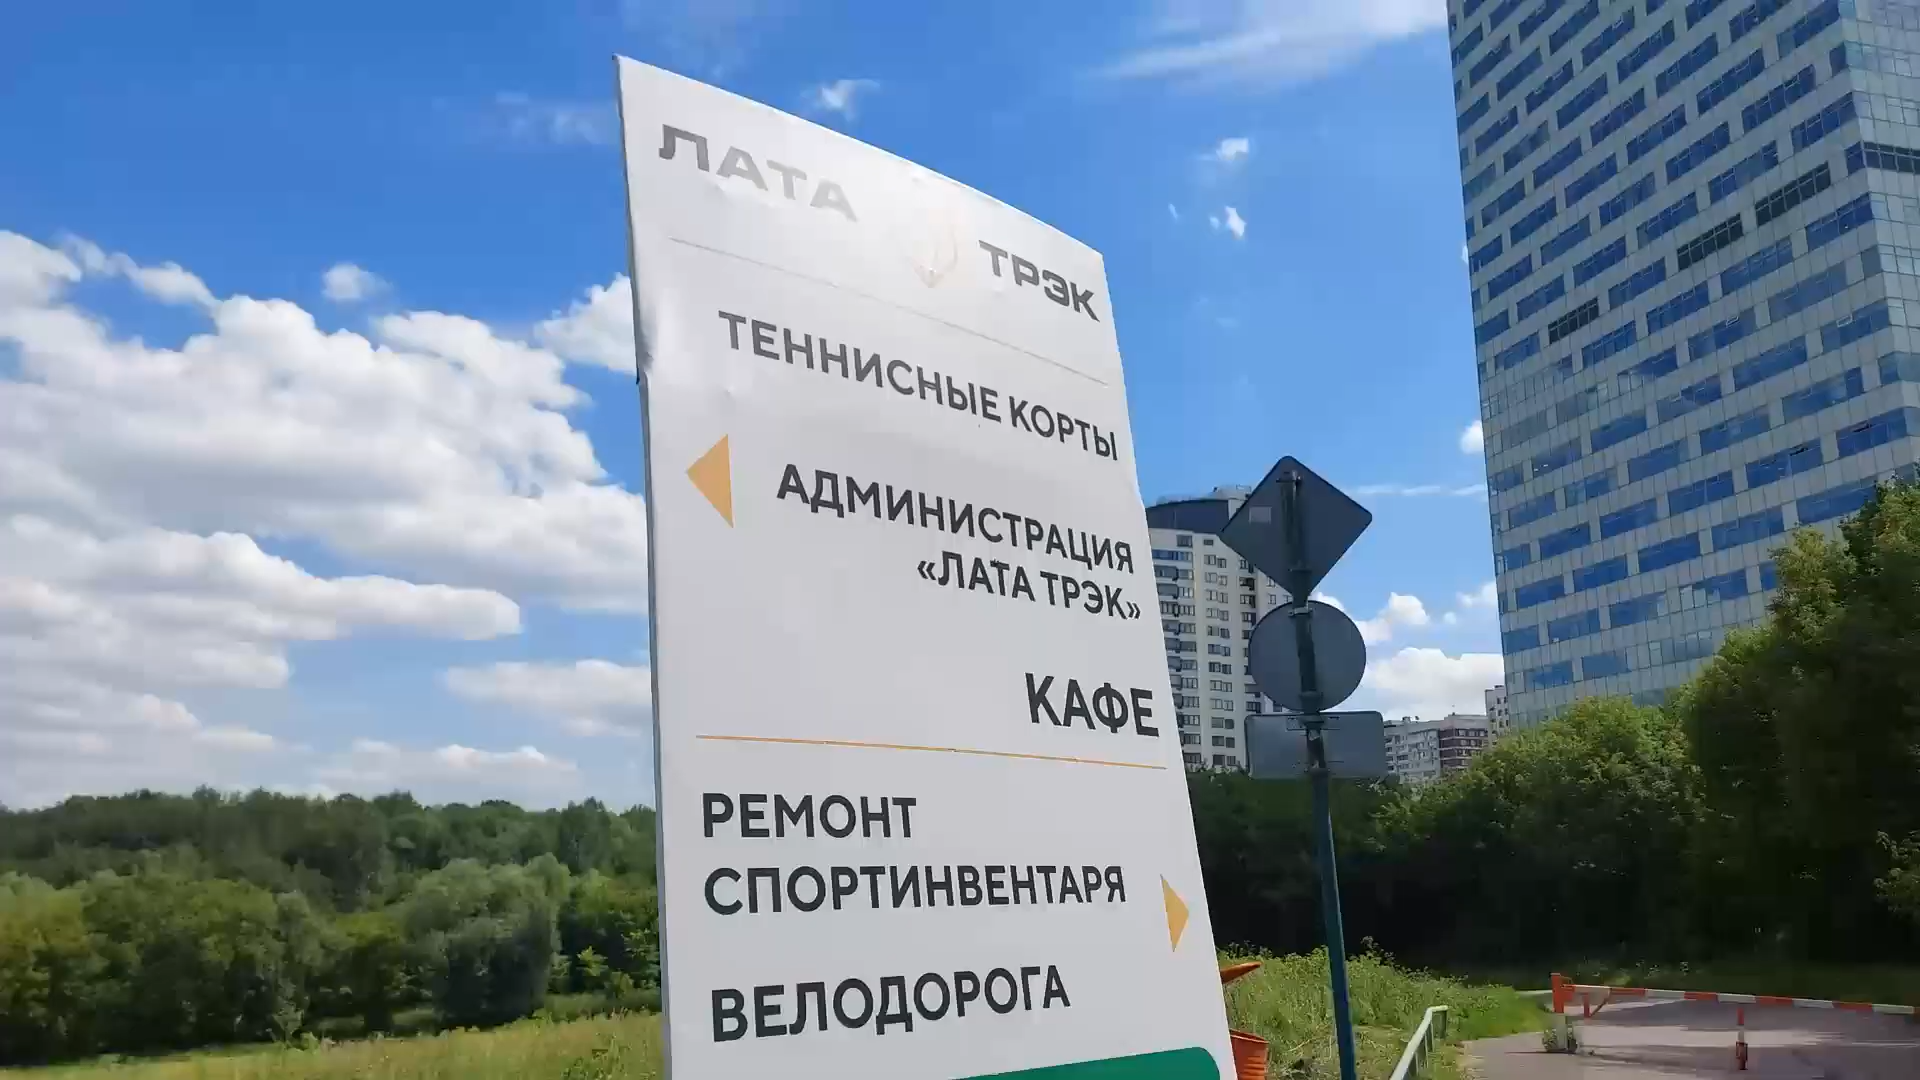 ЛАТА ТРЭК
ТЕННИСНЫЕ КОРТЫ
АДМИНИСТРАЦИЯ
«ЛАТА ТРЭК»
КАФЕ
РЕМОНТ
СПОРТИНВЕНТАРЯ
ВЕЛОДОРОГА